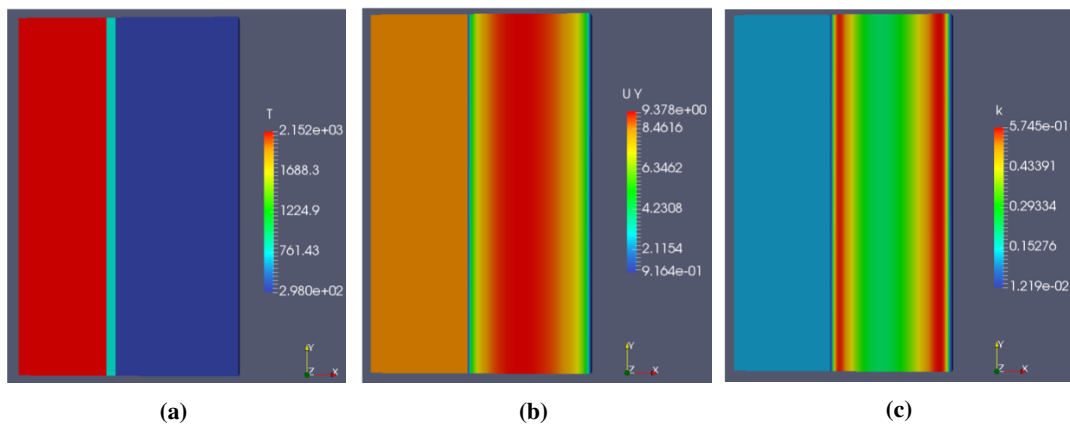 T
2.152e+03
1688.3
1224.9
761.43
2.980e+02
Y
Z X
(a)
U Y
9.378e+00
8.4616
6.3462
4.2308
2.1154
9.164e-01
Y
Z X
(b)
k
5.745e-01
0.43391
0.29334
0.15276
1.219e-02
Y
Z X
(c)